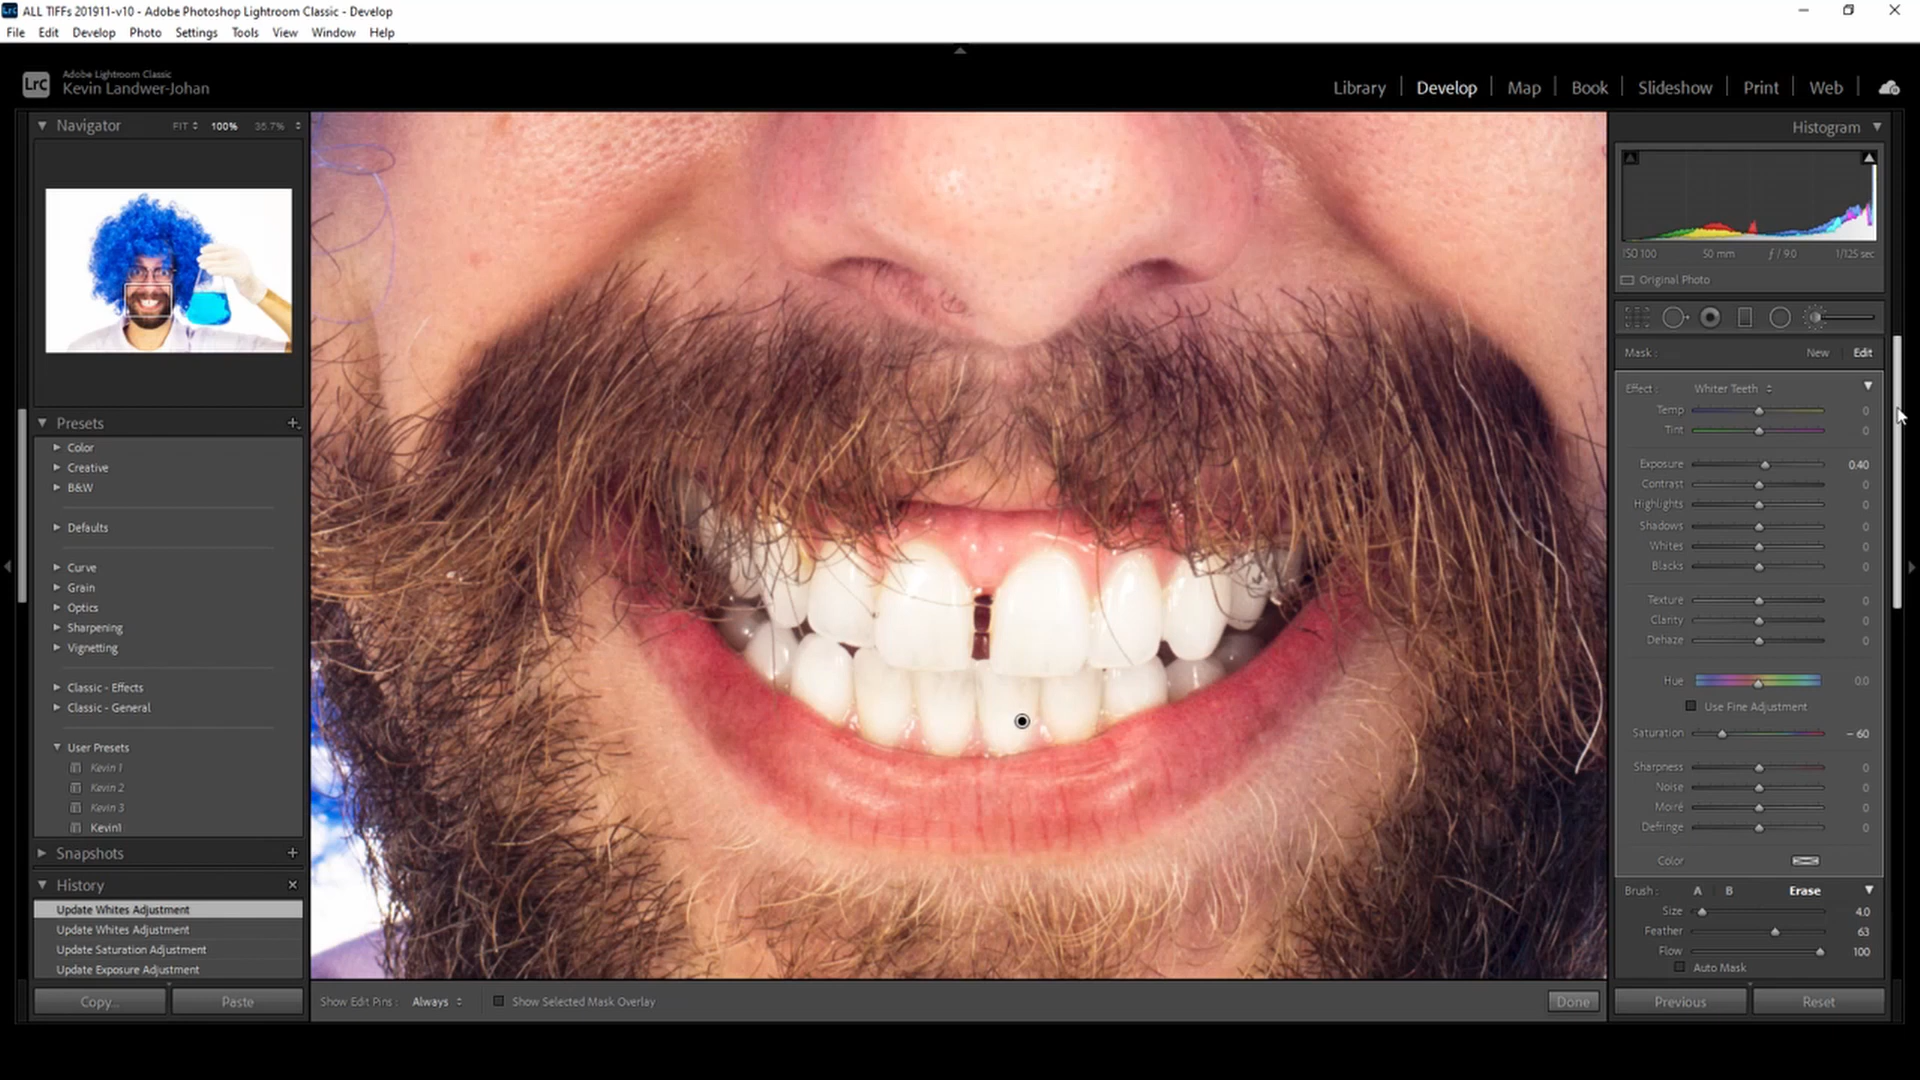 ALL TIFFs 201911-v10 - Adobe Photoshop Lightroom Classic - Develop
File Edit Develop Photo Settings Tools View Window Help
LrC
Adobe Lightroom Classic
Kevin Landwer-Johan
Library Develop Map Book Slideshow Print Web
Navigator FIT 100%
Presets
Color
Creative
B&W
Defaults
Curve
Grain
Optics
Sharpening
Vignetting
Classic - Effects
Classic - General
User Presets
Kevin 1
Kevin 2
Kevin 3
Kevin1
Snapshots
History
Update Whites Adjustment
Update Whites Adjustment
Update Saturation Adjustment
Update Exposure Adjustment
Copy... Paste
Show Edit Pins : Always Show Selected Mask Overlay Done
Histogram
ISO 100 50 mm f / 9.0 1/125 sec
Original Photo
Mask : New Edit
Effect : Whiter Teeth
Temp 0
Tint 0
Exposure 0.40
Contrast 0
Highlights 0
Shadows 0
Whites 0
Blacks 0
Texture 0
Clarity 0
Dehaze 0
Hue 0.0
Use Fine Adjustment
Saturation – 60
Sharpness 0
Noise 0
Moiré 0
Defringe 0
Color
Brush : A B Erase
Size 4.0
Feather 63
Flow 100
Auto Mask
Previous Reset